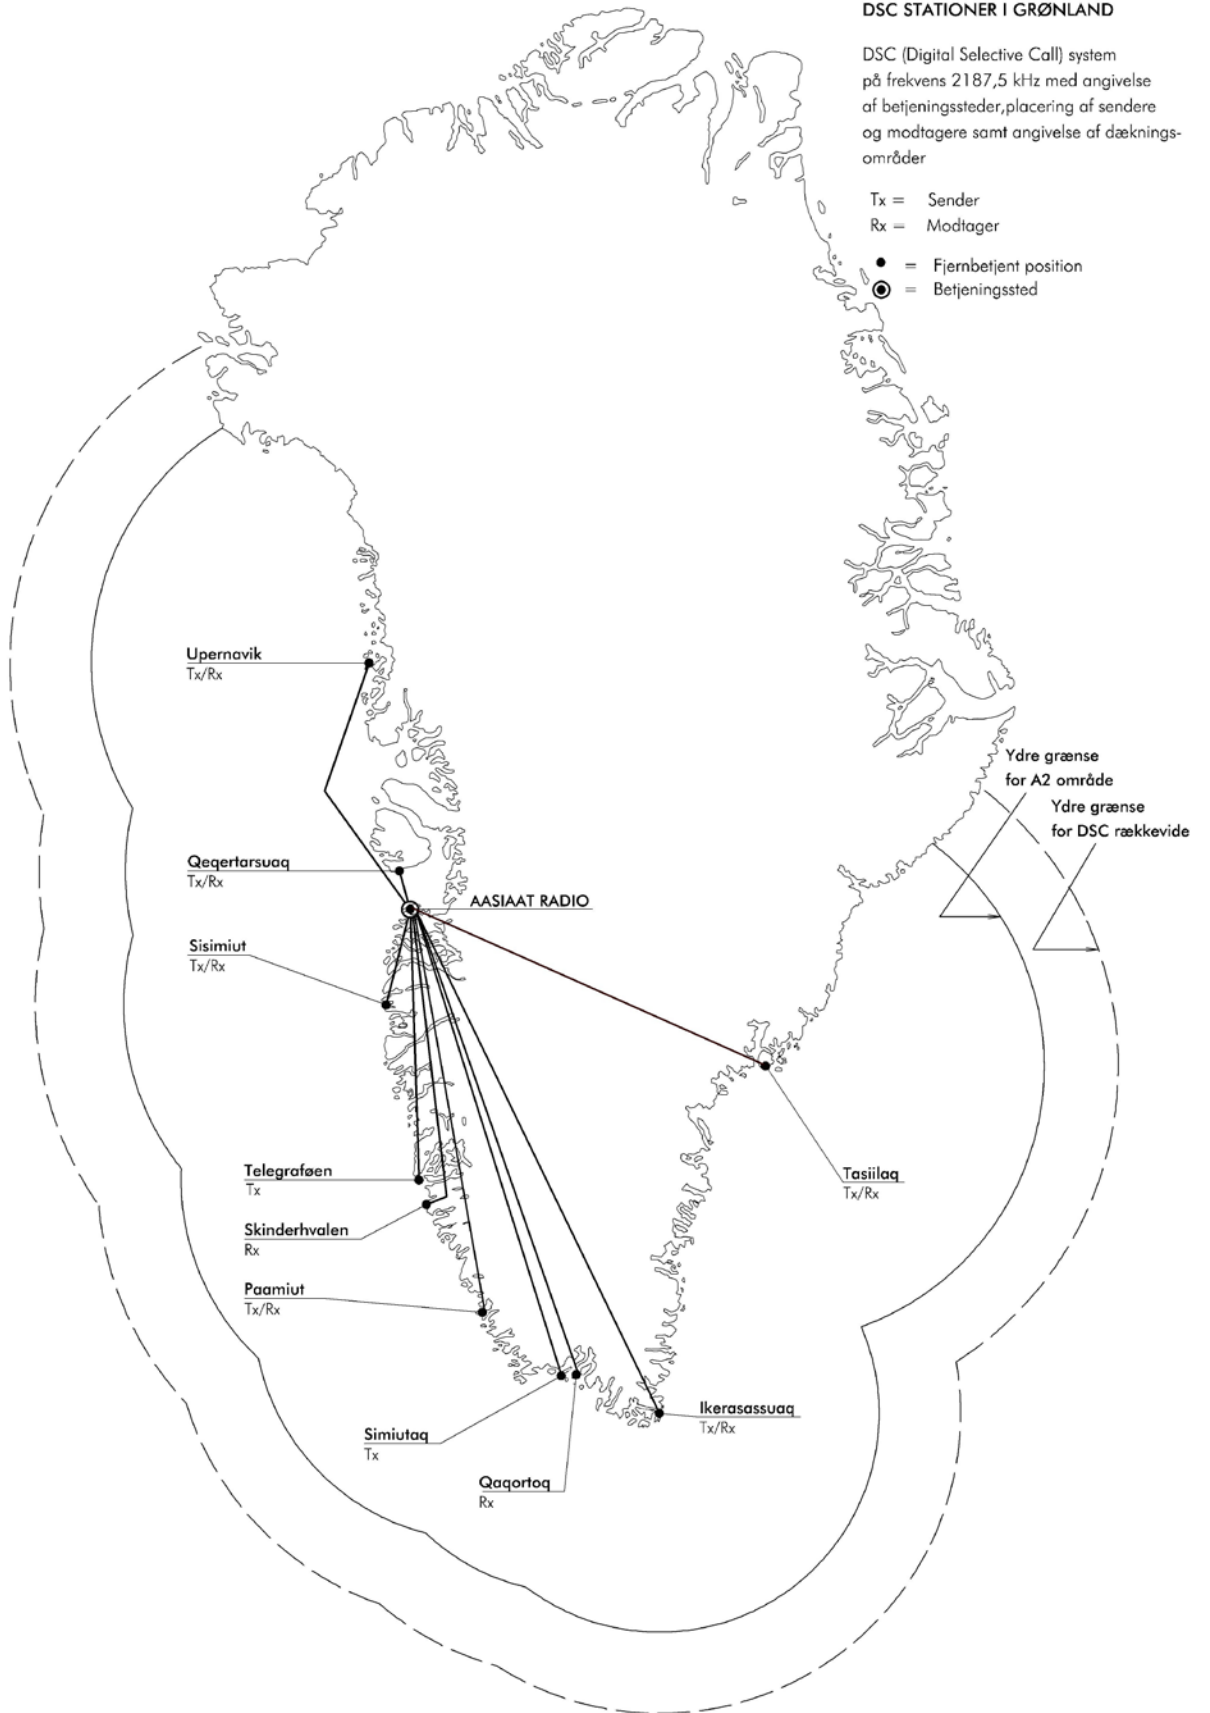 DSC STATIONER I GRØNLAND
DSC (Digital Selective Call) system
på frekvens 2187,5 kHz med angivelse
af betjeningssteder,placering af sendere
og modtagere samt angivelse af dæknings-
områder
Tx = Sender
Rx = Modtager
= Fjernbetjent position
= Betjeningssted
Upernavik
Tx/Rx
Ydre grænse
for A2 område
Ydre grænse
for DSC rækkevide
Qeqertarsuaq
Tx/Rx
AASIAAT RADIO
Sisimiut
Tx/Rx
Telegraføen
Tx
Tasiilaq
Tx/Rx
Skinderhvalen
Rx
Paamiut
Tx/Rx
Ikerasassuaq
Tx/Rx
Simiutaq
Tx
Qaqortoq
Rx